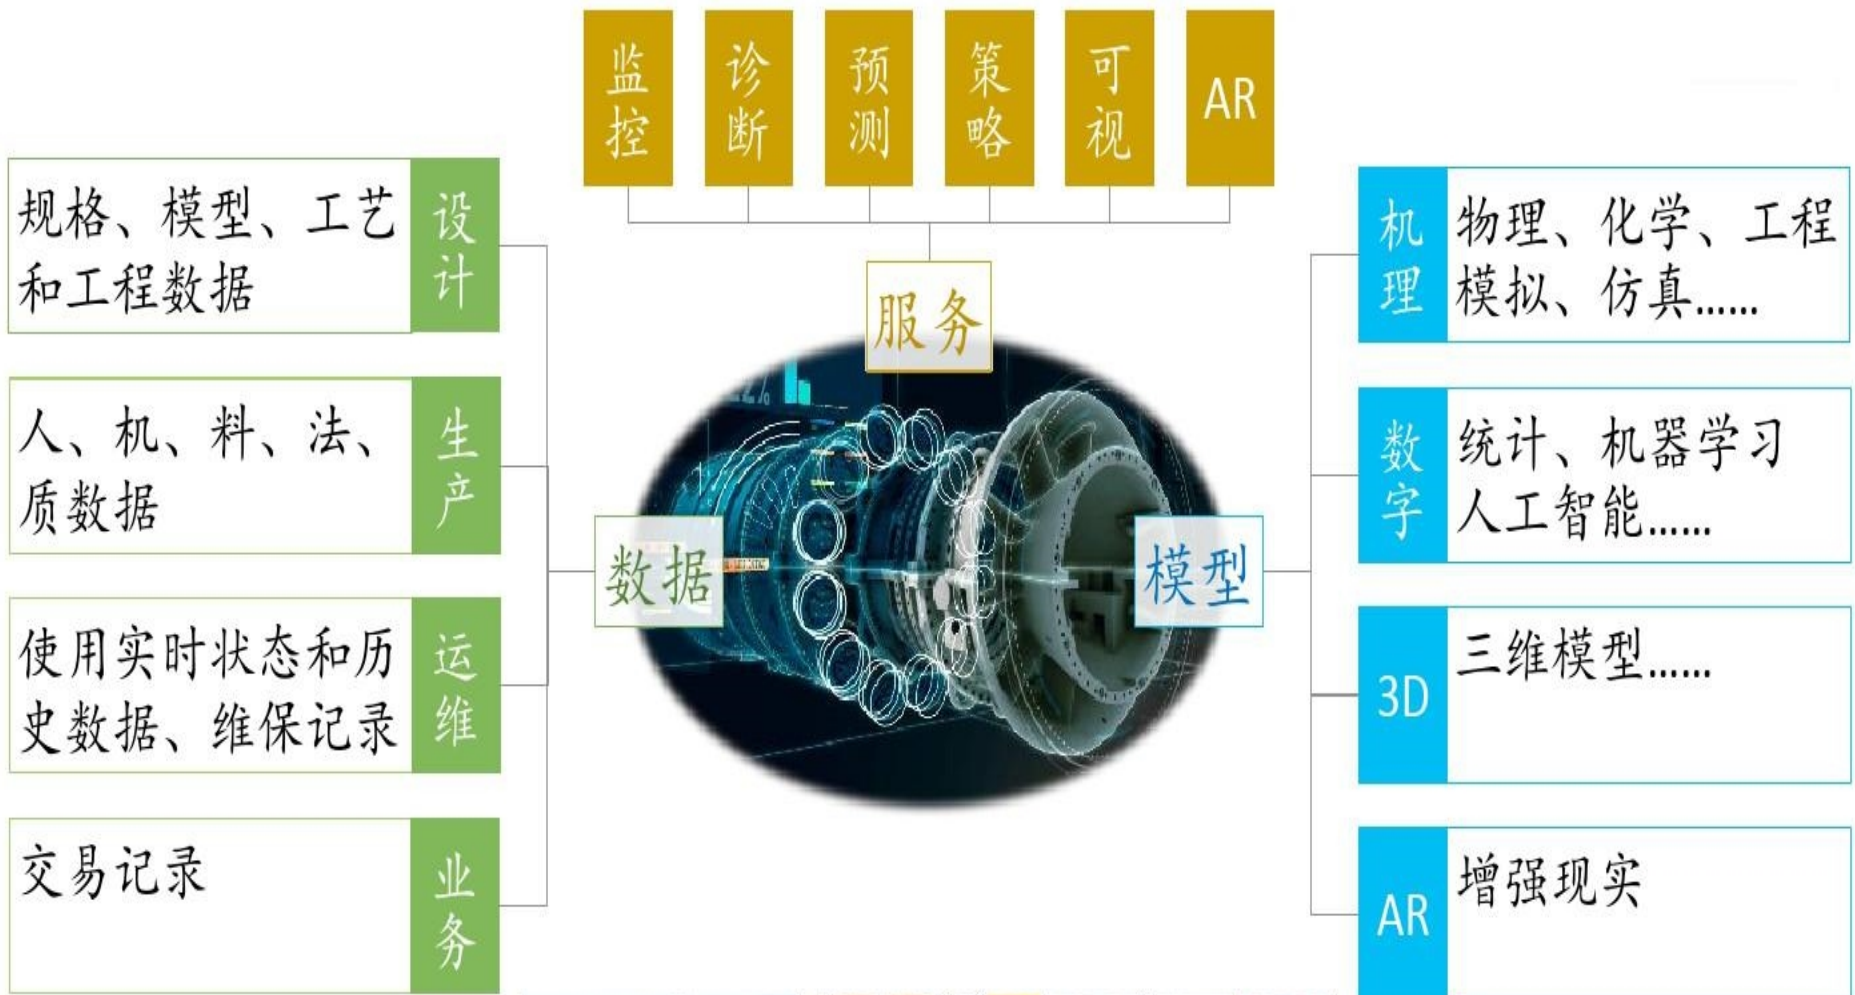 监控
诊断
预测
策略
可视
AR
服务
规格、模型、工艺
和工程数据
设计
人、机、料、法、
质数据
生产
使用实时状态和历
史数据、维保记录
运维
交易记录
业务
数据
模型
机理
物理、化学、工程
模拟、仿真......
数字
统计、机器学习
人工智能......
3D
三维模型......
AR
增强现实